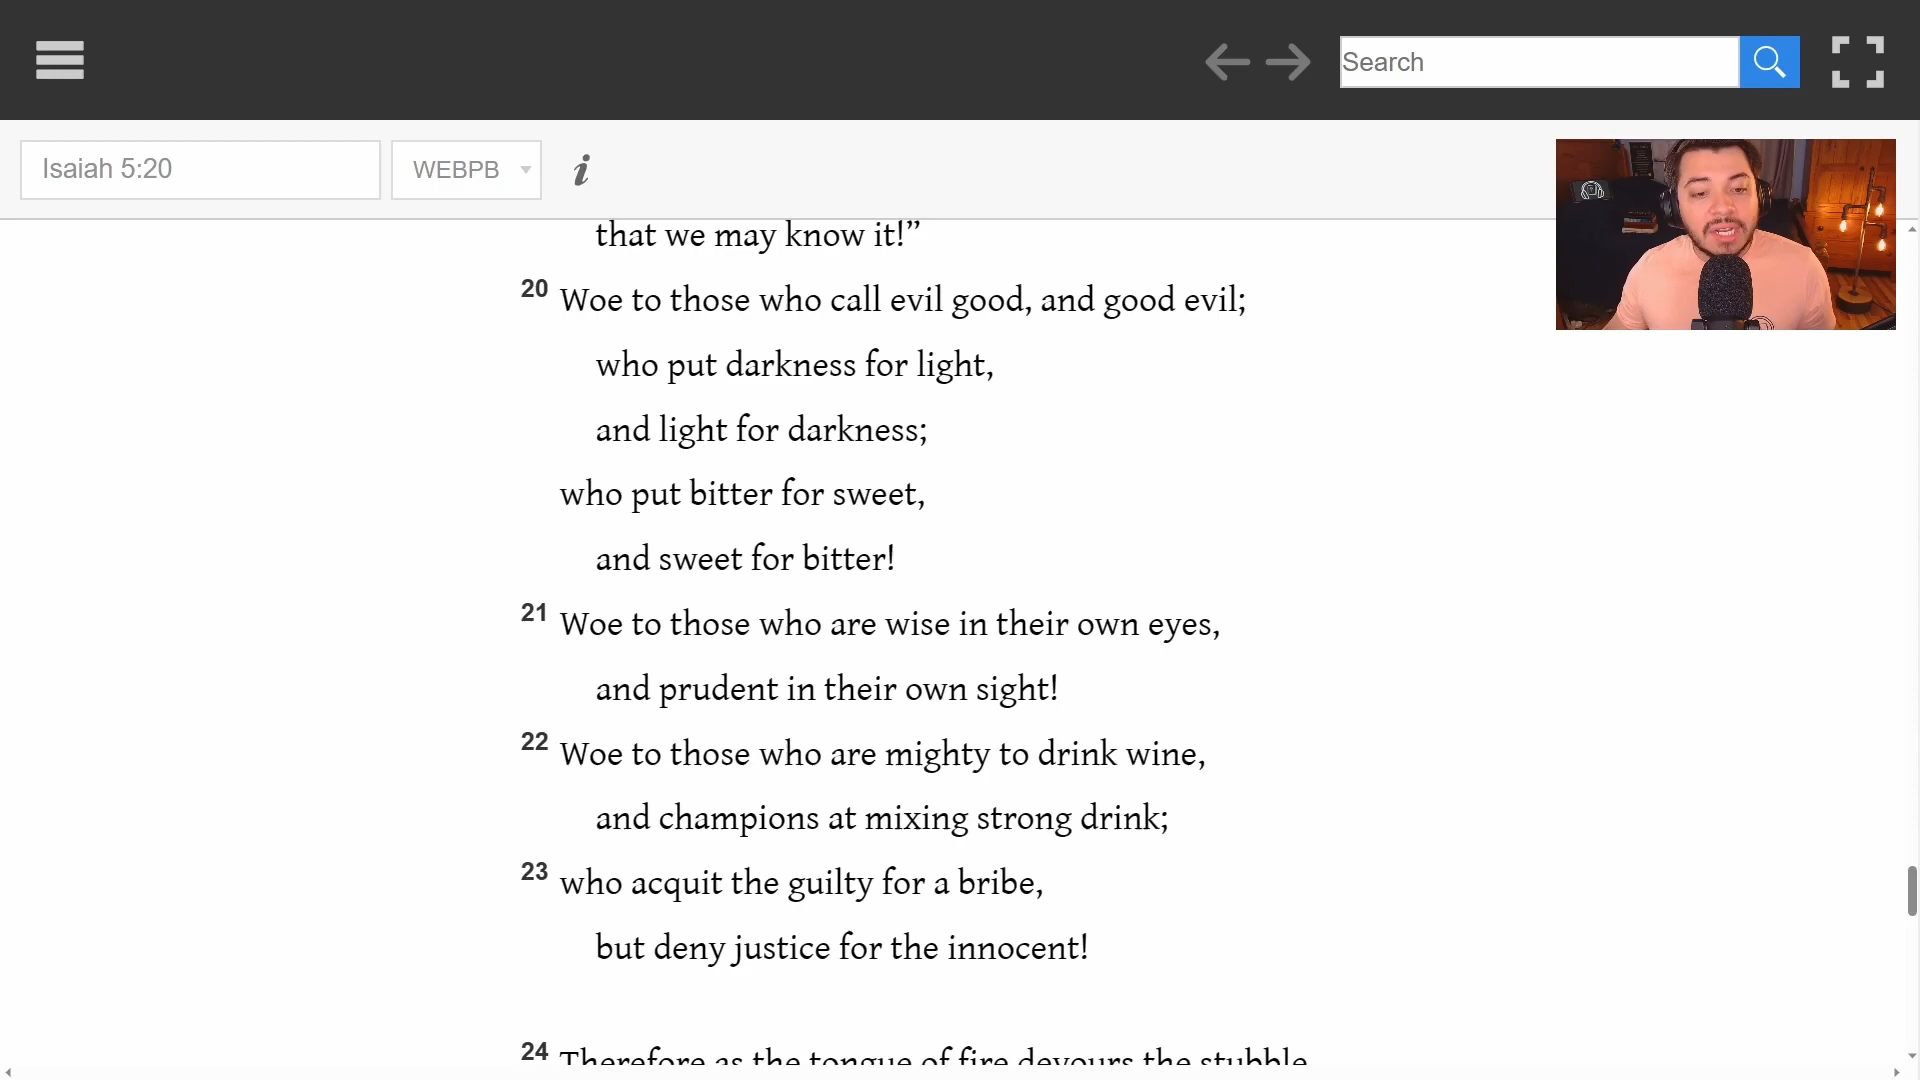 Search
Isaiah 5:20
WEBPB
i
that we may know it!”
20 Woe to those who call evil good, and good evil;
who put darkness for light,
and light for darkness;
who put bitter for sweet,
and sweet for bitter!
21 Woe to those who are wise in their own eyes,
and prudent in their own sight!
22 Woe to those who are mighty to drink wine,
and champions at mixing strong drink;
23 who acquit the guilty for a bribe,
but deny justice for the innocent!
24 Therefore as the tongue of fire devours the stubble